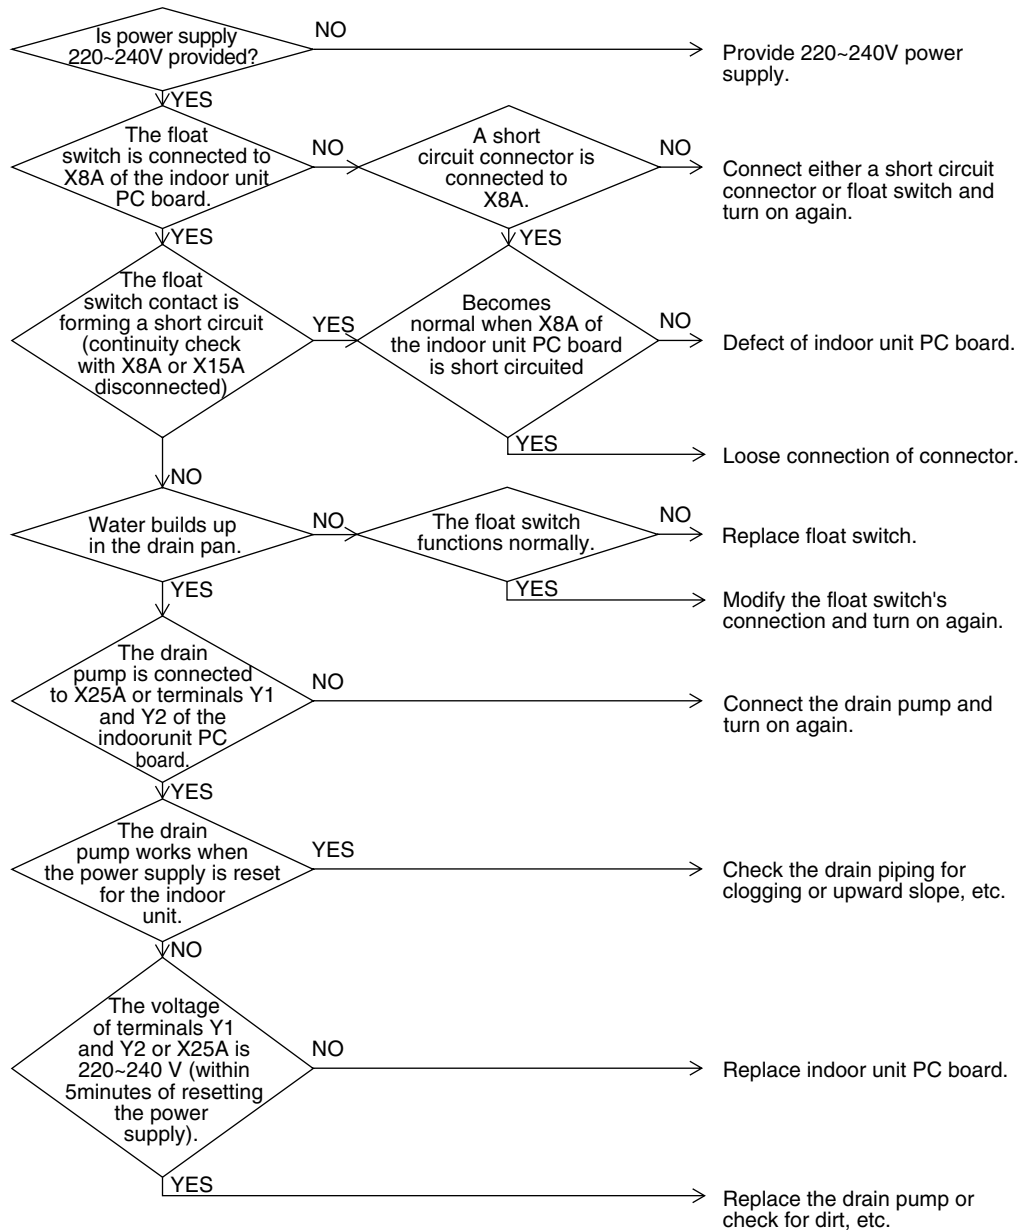 Is power supply
220~240V provided?
NO
Provide 220~240V power
supply.
YES
The float
switch is connected to
X8A of the indoor unit
PC board.
NO
A short
circuit connector is
connected to
X8A.
NO
Connect either a short circuit
connector or float switch and
turn on again.
YES
YES
The float
switch contact is
forming a short circuit
(continuity check
with X8A or X15A
disconnected)
YES
Becomes
normal when X8A of
the indoor unit PC board
is short circuited
NO
Defect of indoor unit PC board.
YES
Loose connection of connector.
NO
Water builds up
in the drain pan.
NO
The float switch
functions normally.
NO
Replace float switch.
YES
YES
Modify the float switch's
connection and turn on again.
The drain
pump is connected
to X25A or terminals Y1
and Y2 of the
indoorunit PC
board.
NO
Connect the drain pump and
turn on again.
YES
The drain
pump works when
the power supply is reset
for the indoor
unit.
YES
Check the drain piping for
clogging or upward slope, etc.
NO
The voltage
of terminals Y1
and Y2 or X25A is
220~240 V (within
5minutes of resetting
the power
supply).
NO
Replace indoor unit PC board.
YES
Replace the drain pump or
check for dirt, etc.